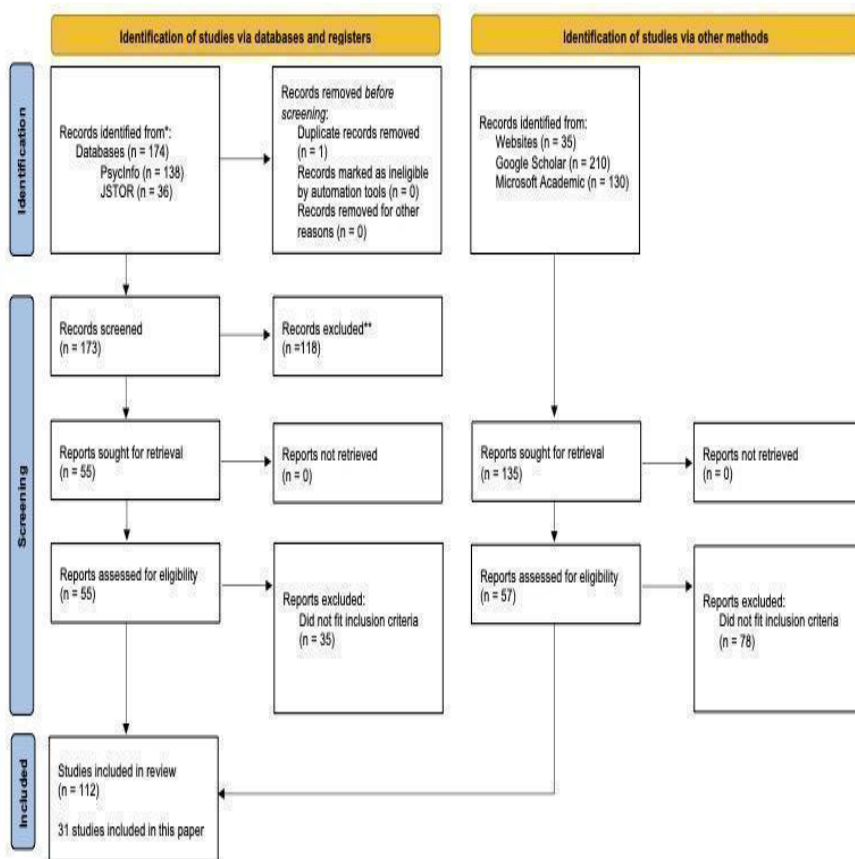 Identification of studies via databases and registers
Identification of studies via other methods
Identification
Records identified from*:
Databases (n = 174)
PsycInfo (n = 138)
JSTOR (n = 36)
Records removed before
screening:
Duplicate records removed
(n = 1)
Records marked as ineligible
by automation tools (n = 0)
Records removed for other
reasons (n = 0)
Records identified from:
Websites (n = 35)
Google Scholar (n = 210)
Microsoft Academic (n = 130)
Screening
Records screened
(n = 173)
Records excluded**
(n =118)
Reports sought for retrieval
(n = 55)
Reports not retrieved
(n = 0)
Reports sought for retrieval
(n = 135)
Reports not retrieved
(n = 0)
Reports assessed for eligibility
(n = 55)
Reports excluded:
Did not fit inclusion criteria
(n = 35)
Reports assessed for eligibility
(n = 57)
Reports excluded:
Did not fit inclusion criteria
(n = 78)
Included
Studies included in review
(n = 112)
31 studies included in this paper